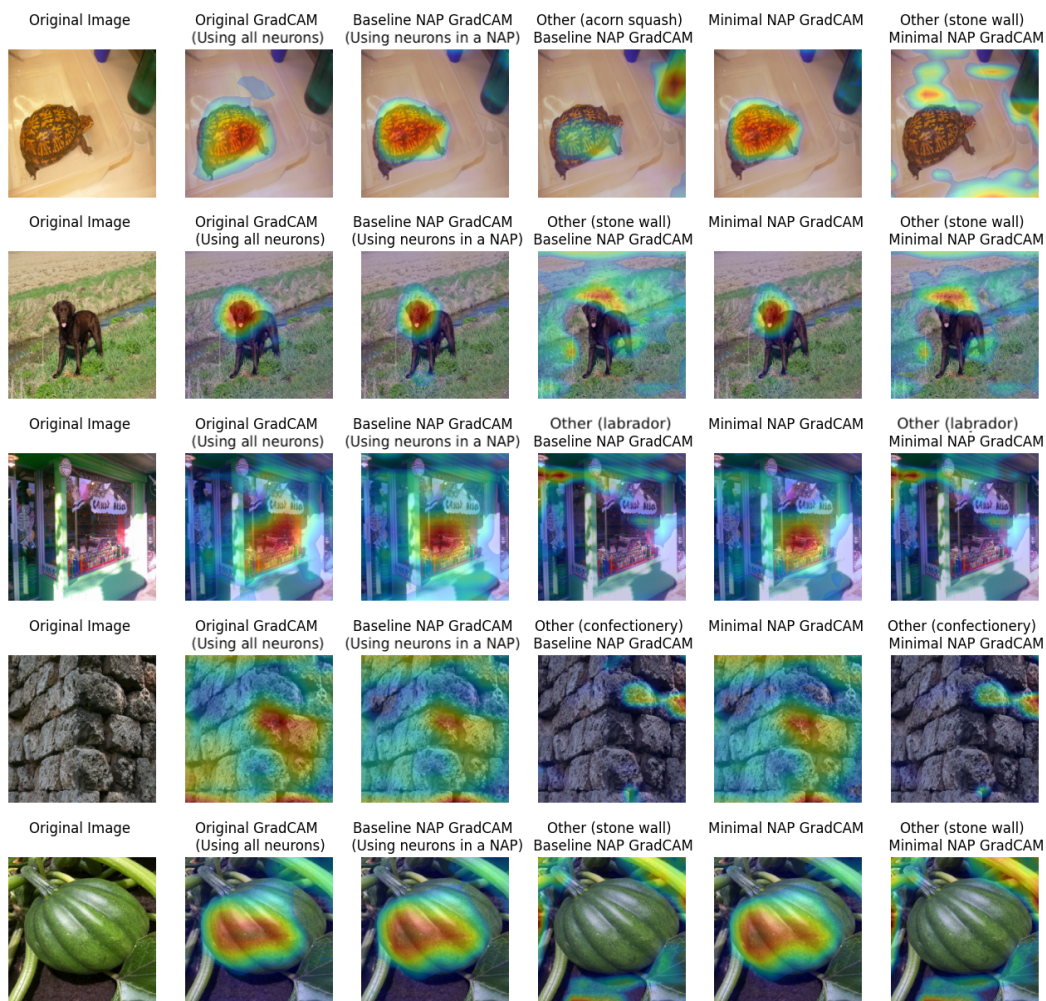 Original Image
Original GradCAM
(Using all neurons)
Baseline NAP GradCAM
(Using neurons in a NAP)
Other (acorn squash)
Baseline NAP GradCAM
Minimal NAP GradCAM
Other (stone wall)
Minimal NAP GradCAM
Original Image
Original GradCAM
(Using all neurons)
Baseline NAP GradCAM
(Using neurons in a NAP)
Other (stone wall)
Baseline NAP GradCAM
Minimal NAP GradCAM
Other (stone wall)
Minimal NAP GradCAM
Original Image
Original GradCAM
(Using all neurons)
Baseline NAP GradCAM
(Using neurons in a NAP)
Other (labrador)
Baseline NAP GradCAM
Minimal NAP GradCAM
Other (labrador)
Minimal NAP GradCAM
Original Image
Original GradCAM
(Using all neurons)
Baseline NAP GradCAM
(Using neurons in a NAP)
Other (confectionery)
Baseline NAP GradCAM
Minimal NAP GradCAM
Other (confectionery)
Minimal NAP GradCAM
Original Image
Original GradCAM
(Using all neurons)
Baseline NAP GradCAM
(Using neurons in a NAP)
Other (stone wall)
Baseline NAP GradCAM
Minimal NAP GradCAM
Other (stone wall)
Minimal NAP GradCAM